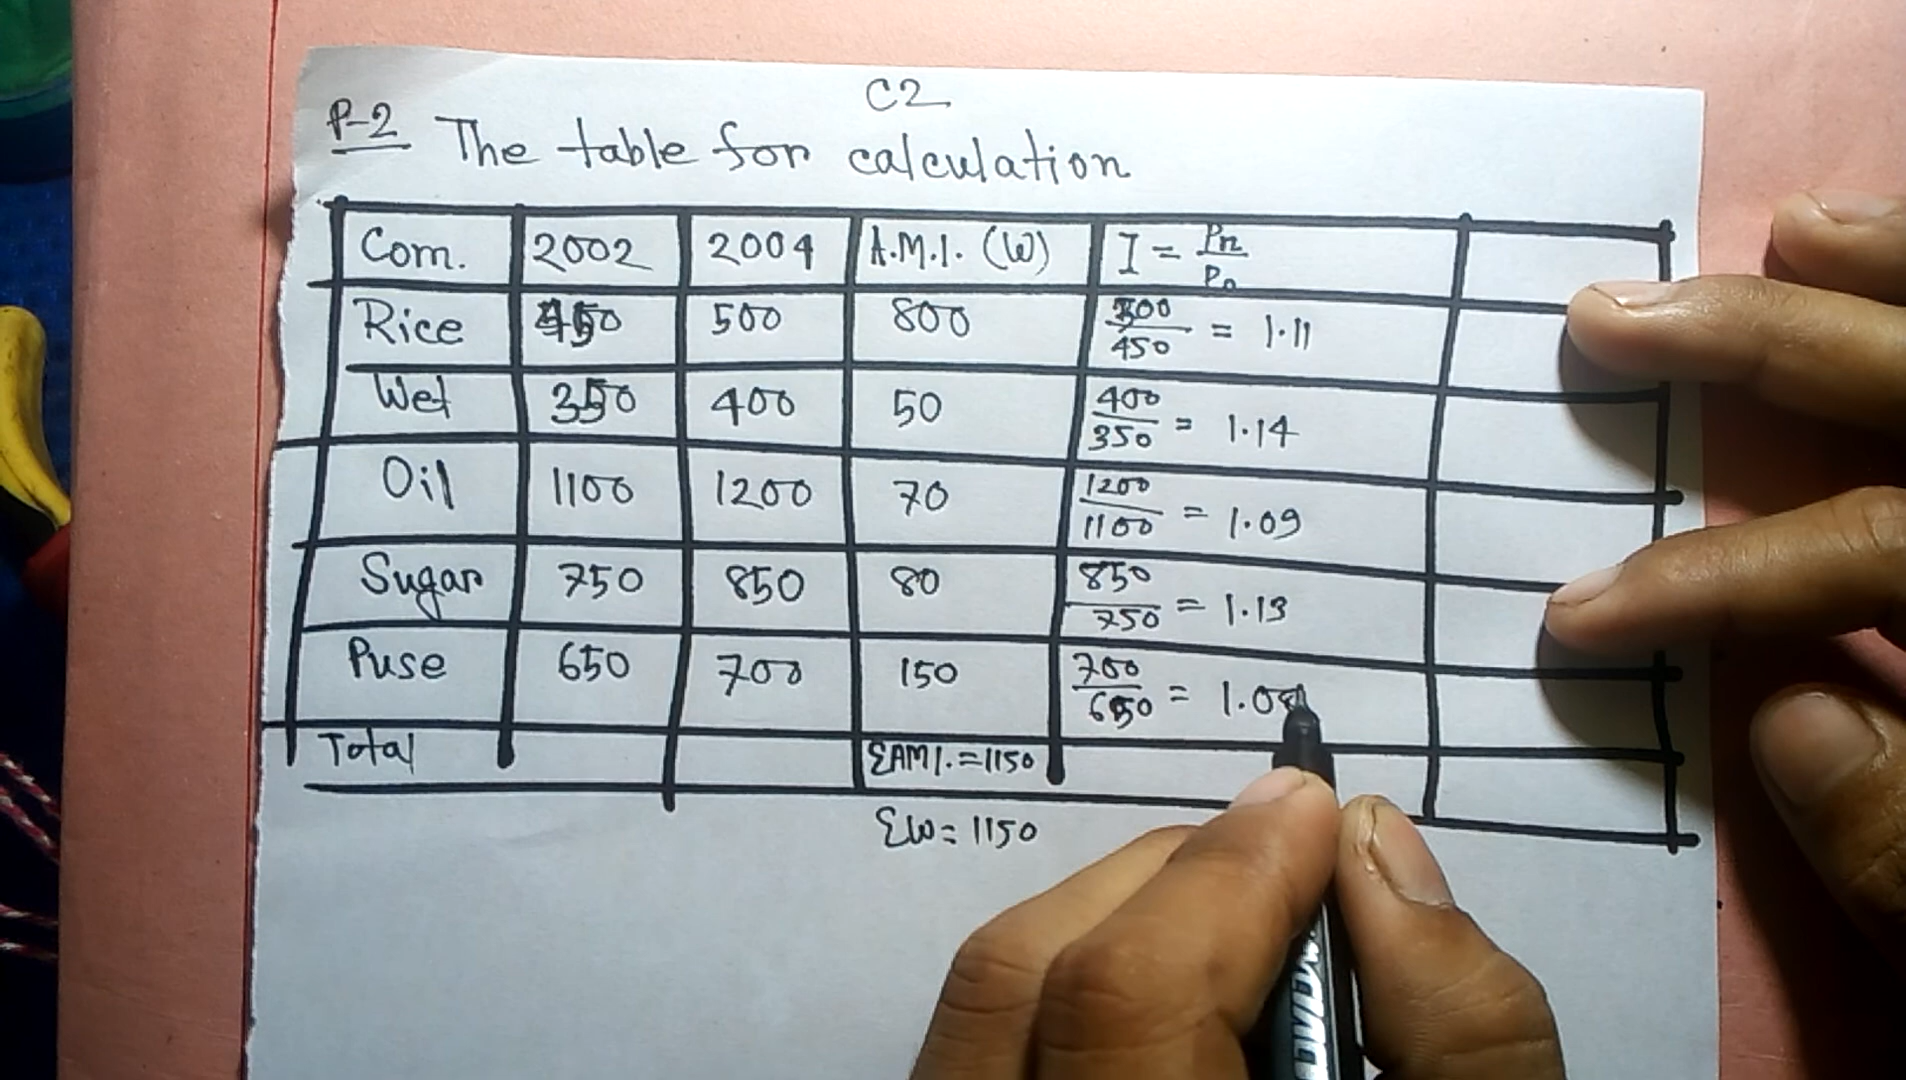 C2
P-2 The table for calculation
Com. 2002 2004 A.M.I. (W) I = Pn/Po
Rice 450 500 800 500/450 = 1.11
Wet 350 400 50 400/350 = 1.14
Oil 1100 1200 70 1200/1100 = 1.09
Sugar 750 850 80 850/750 = 1.13
Puse 650 700 150 700/650 = 1.08
Total ΣAMI. = 1150
ΣW = 1150